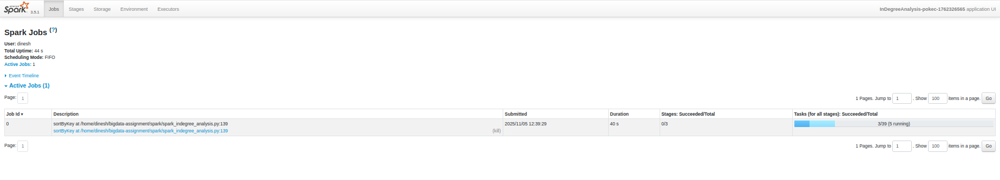 APACHE Spark 3.5.1 Jobs Stages Storage Environment Executors InDegreeAnalysis-pokec-1762326565 application UI
Spark Jobs (?)
User: dinesh
Total Uptime: 44 s
Scheduling Mode: FIFO
Active Jobs: 1
Event Timeline
Active Jobs (1)
Page: 1 1 Pages. Jump to 1 . Show 100 items in a page. Go
Job Id ▾ Description Submitted Duration Stages: Succeeded/Total Tasks (for all stages): Succeeded/Total
0 sortByKey at /home/dinesh/bigdata-assignment/spark/spark_indegree_analysis.py:139 2025/11/05 12:39:29 40 s 0/3 3/39 (5 running)
sortByKey at /home/dinesh/bigdata-assignment/spark/spark_indegree_analysis.py:139 (kill)
Page: 1 1 Pages. Jump to 1 . Show 100 items in a page. Go